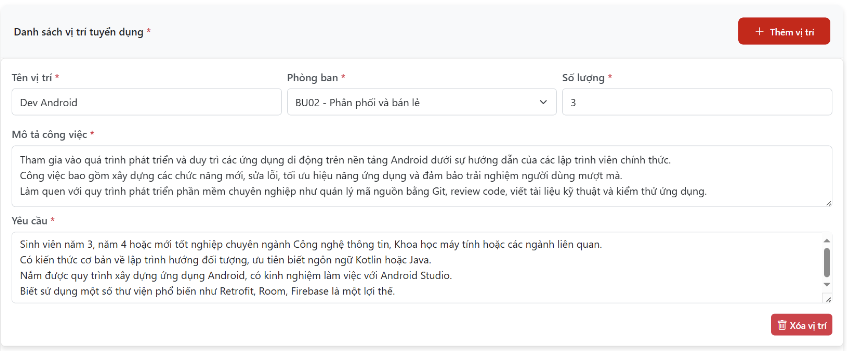 Danh sách vị trí tuyển dụng *
+ Thêm vị trí
Tên vị trí *
Phòng ban *
Số lượng *
Dev Android
BU02 - Phân phối và bán lẻ
3
Mô tả công việc *
Tham gia vào quá trình phát triển và duy trì các ứng dụng di động trên nền tảng Android dưới sự hướng dẫn của các lập trình viên chính thức.
Công việc bao gồm xây dựng các chức năng mới, sửa lỗi, tối ưu hiệu năng ứng dụng và đảm bảo trải nghiệm người dùng mượt mà.
Làm quen với quy trình phát triển phần mềm chuyên nghiệp như quản lý mã nguồn bằng Git, review code, viết tài liệu kỹ thuật và kiểm thử ứng dụng.
Yêu cầu *
Sinh viên năm 3, năm 4 hoặc mới tốt nghiệp chuyên ngành Công nghệ thông tin, Khoa học máy tính hoặc các ngành liên quan.
Có kiến thức cơ bản về lập trình hướng đối tượng, ưu tiên biết ngôn ngữ Kotlin hoặc Java.
Nắm được quy trình xây dựng ứng dụng Android, có kinh nghiệm làm việc với Android Studio.
Biết sử dụng một số thư viện phổ biến như Retrofit, Room, Firebase là một lợi thế.
Xóa vị trí